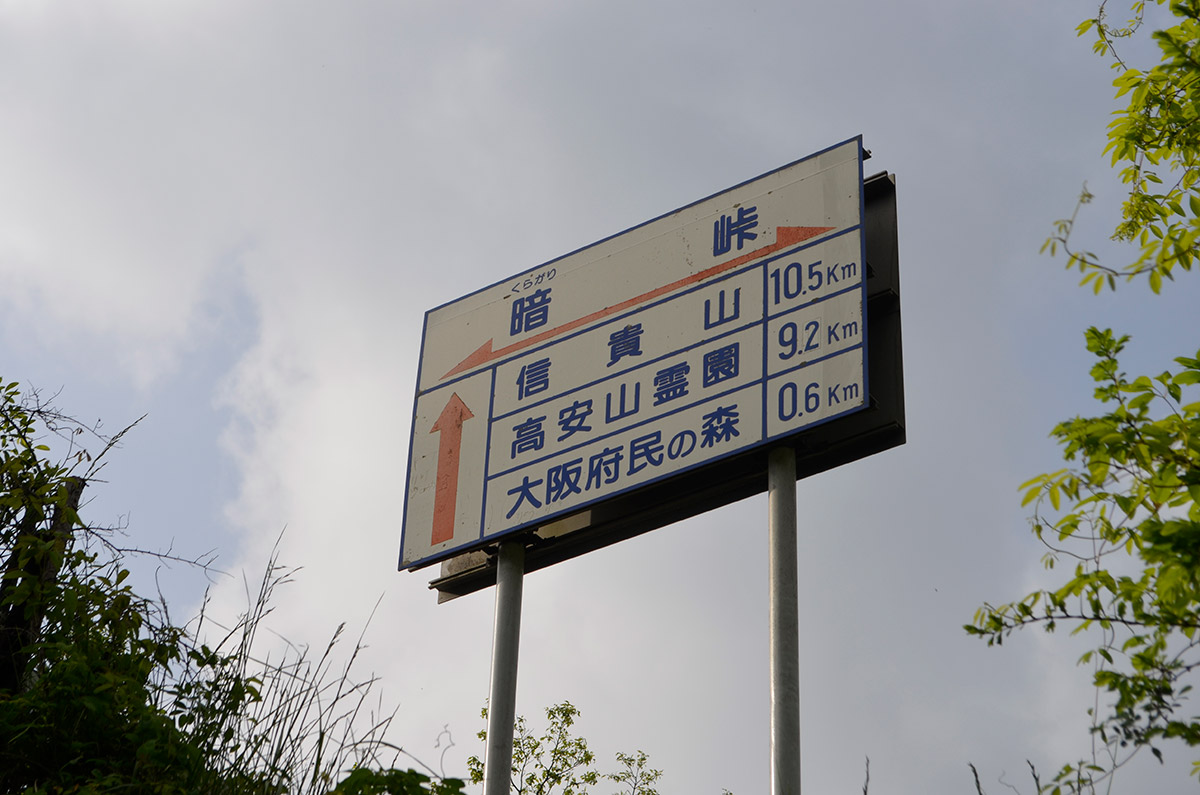 くらがり
暗 峠
信貴山 10.5Km
高安山霊園 9.2Km
大阪府民の森 0.6Km